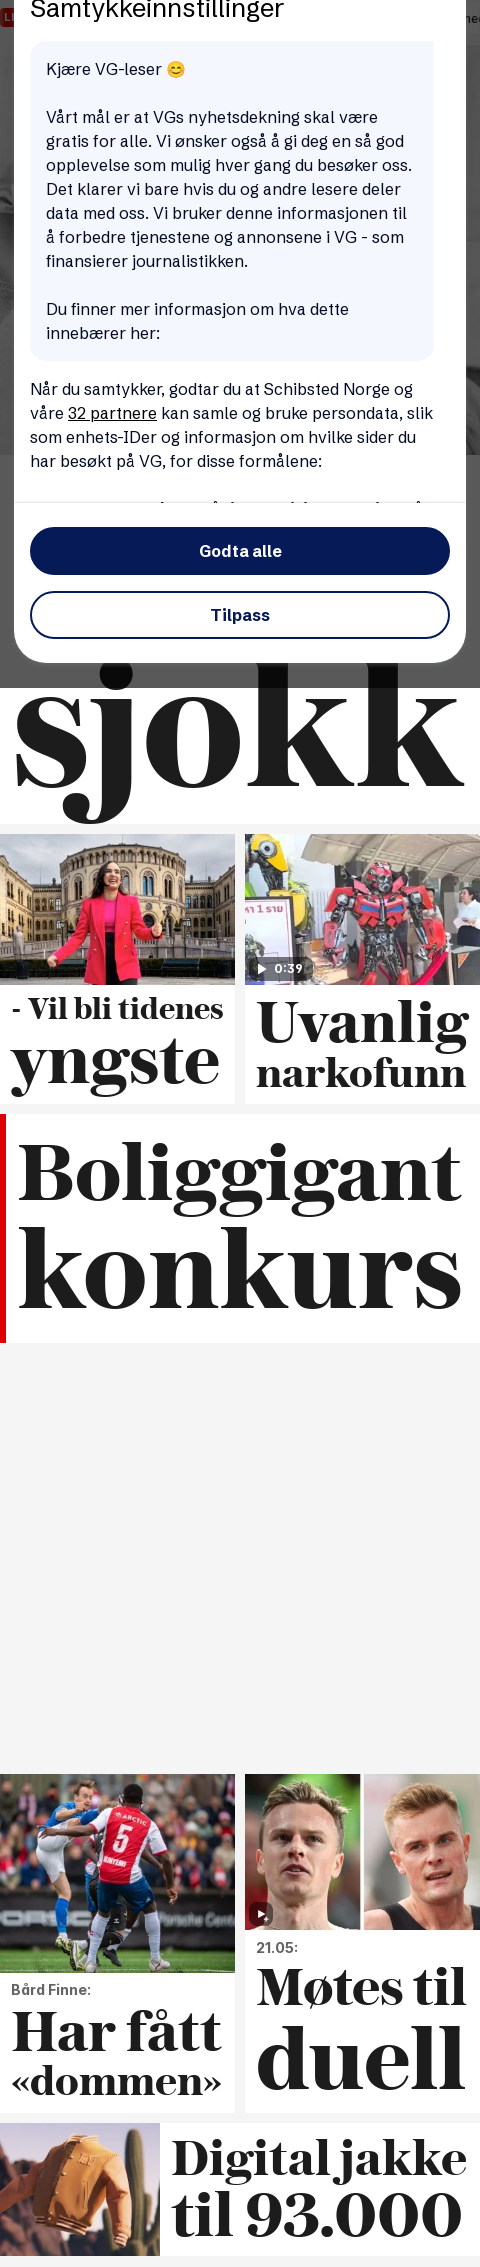 Samtykkeinnstillinger
Kjære VG-leser 😊
Vårt mål er at VGs nyhetsdekning skal være
gratis for alle. Vi ønsker også å gi deg en så god
opplevelse som mulig hver gang du besøker oss.
Det klarer vi bare hvis du og andre lesere deler
data med oss. Vi bruker denne informasjonen til
å forbedre tjenestene og annonsene i VG - som
finansierer journalistikken.
Du finner mer informasjon om hva dette
innebærer her:
Når du samtykker, godtar du at Schibsted Norge og
våre 32 partnere kan samle og bruke persondata, slik
som enhets-IDer og informasjon om hvilke sider du
har besøkt på VG, for disse formålene:
Godta alle
Tilpass
sjokk
0:39
- Vil bli tidenes
yngste
Uvanlig
narkofunn
Boliggigant
konkurs
ARCTIC
5
Bård Finne:
Har fått
«dommen»
21.05:
Møtes til
duell
Digital jakke
til 93.000